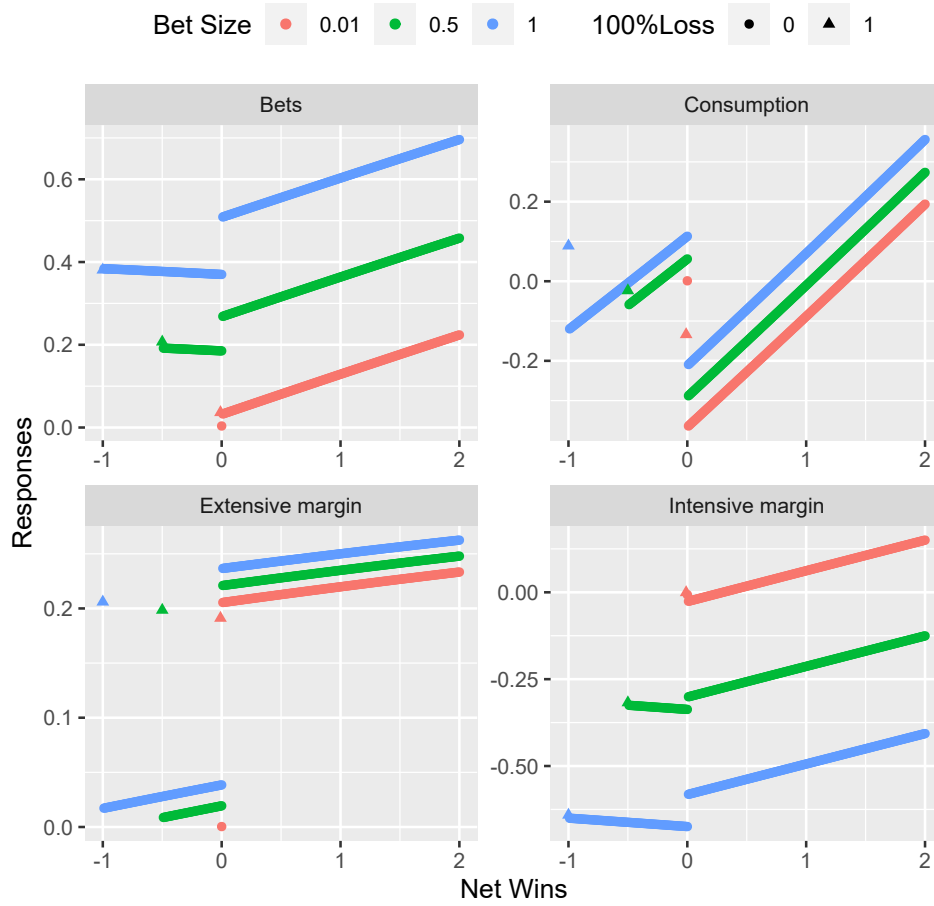 Bet Size 0.01 0.5 1 100%Loss 0 1
Bets
Consumption
0.6
0.4
0.2
0.0
-1 0 1 2
0.2
0.0
-0.2
-1 0 1 2
Responses
Extensive margin
Intensive margin
0.2
0.1
0.0
-1 0 1 2
0.00
-0.25
-0.50
-1 0 1 2
Net Wins